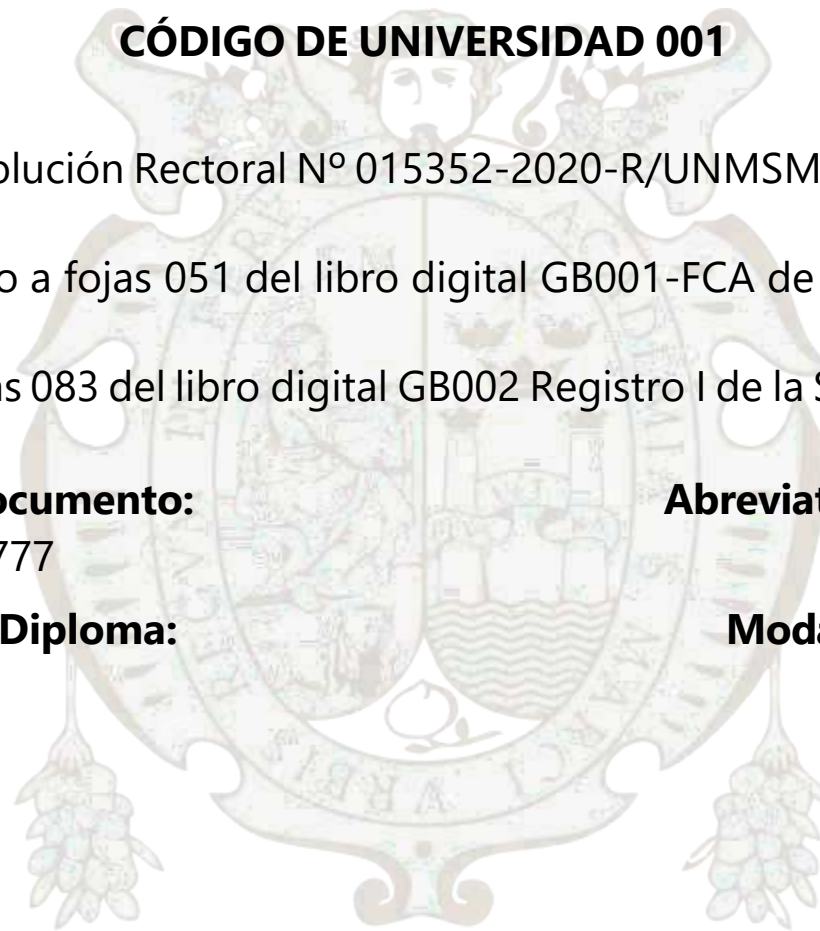 CÓDIGO DE UNIVERSIDAD 001
olución Rectoral Nº 015352-2020-R/UNMSM
o a fojas 051 del libro digital GB001-FCA de
as 083 del libro digital GB002 Registro I de la S
ocumento: Abreviat
777
Diploma: Moda